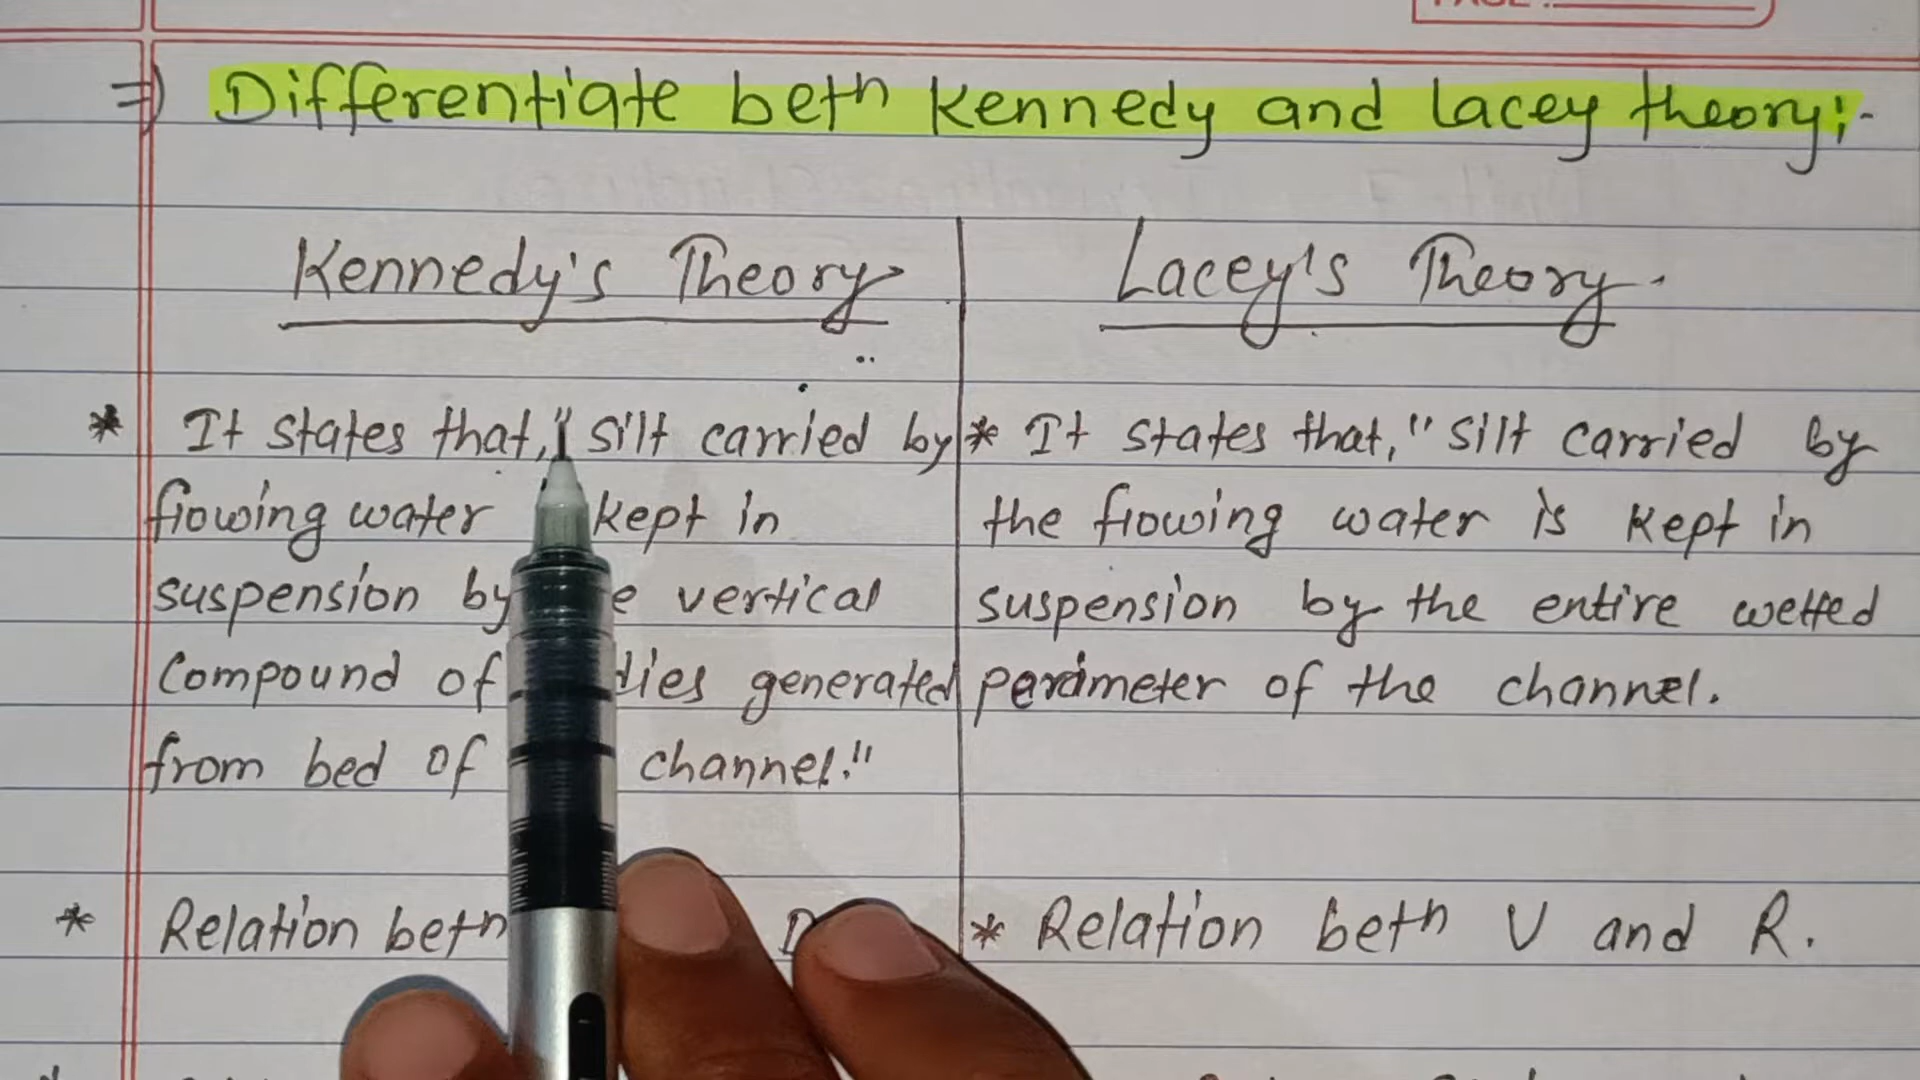 PAGE :
=) Differentiate betn Kennedy and Lacey theory:-
Kennedy's Theory
Lacey's Theory.
* It states that, "silt carried by
flowing water kept in
suspension by vertical
compound of generated
from bed of channel."
* Relation betn
* It states that, "silt carried by
the flowing water is kept in
suspension by the entire wetted
perimeter of the channel.
* Relation betn V and R.